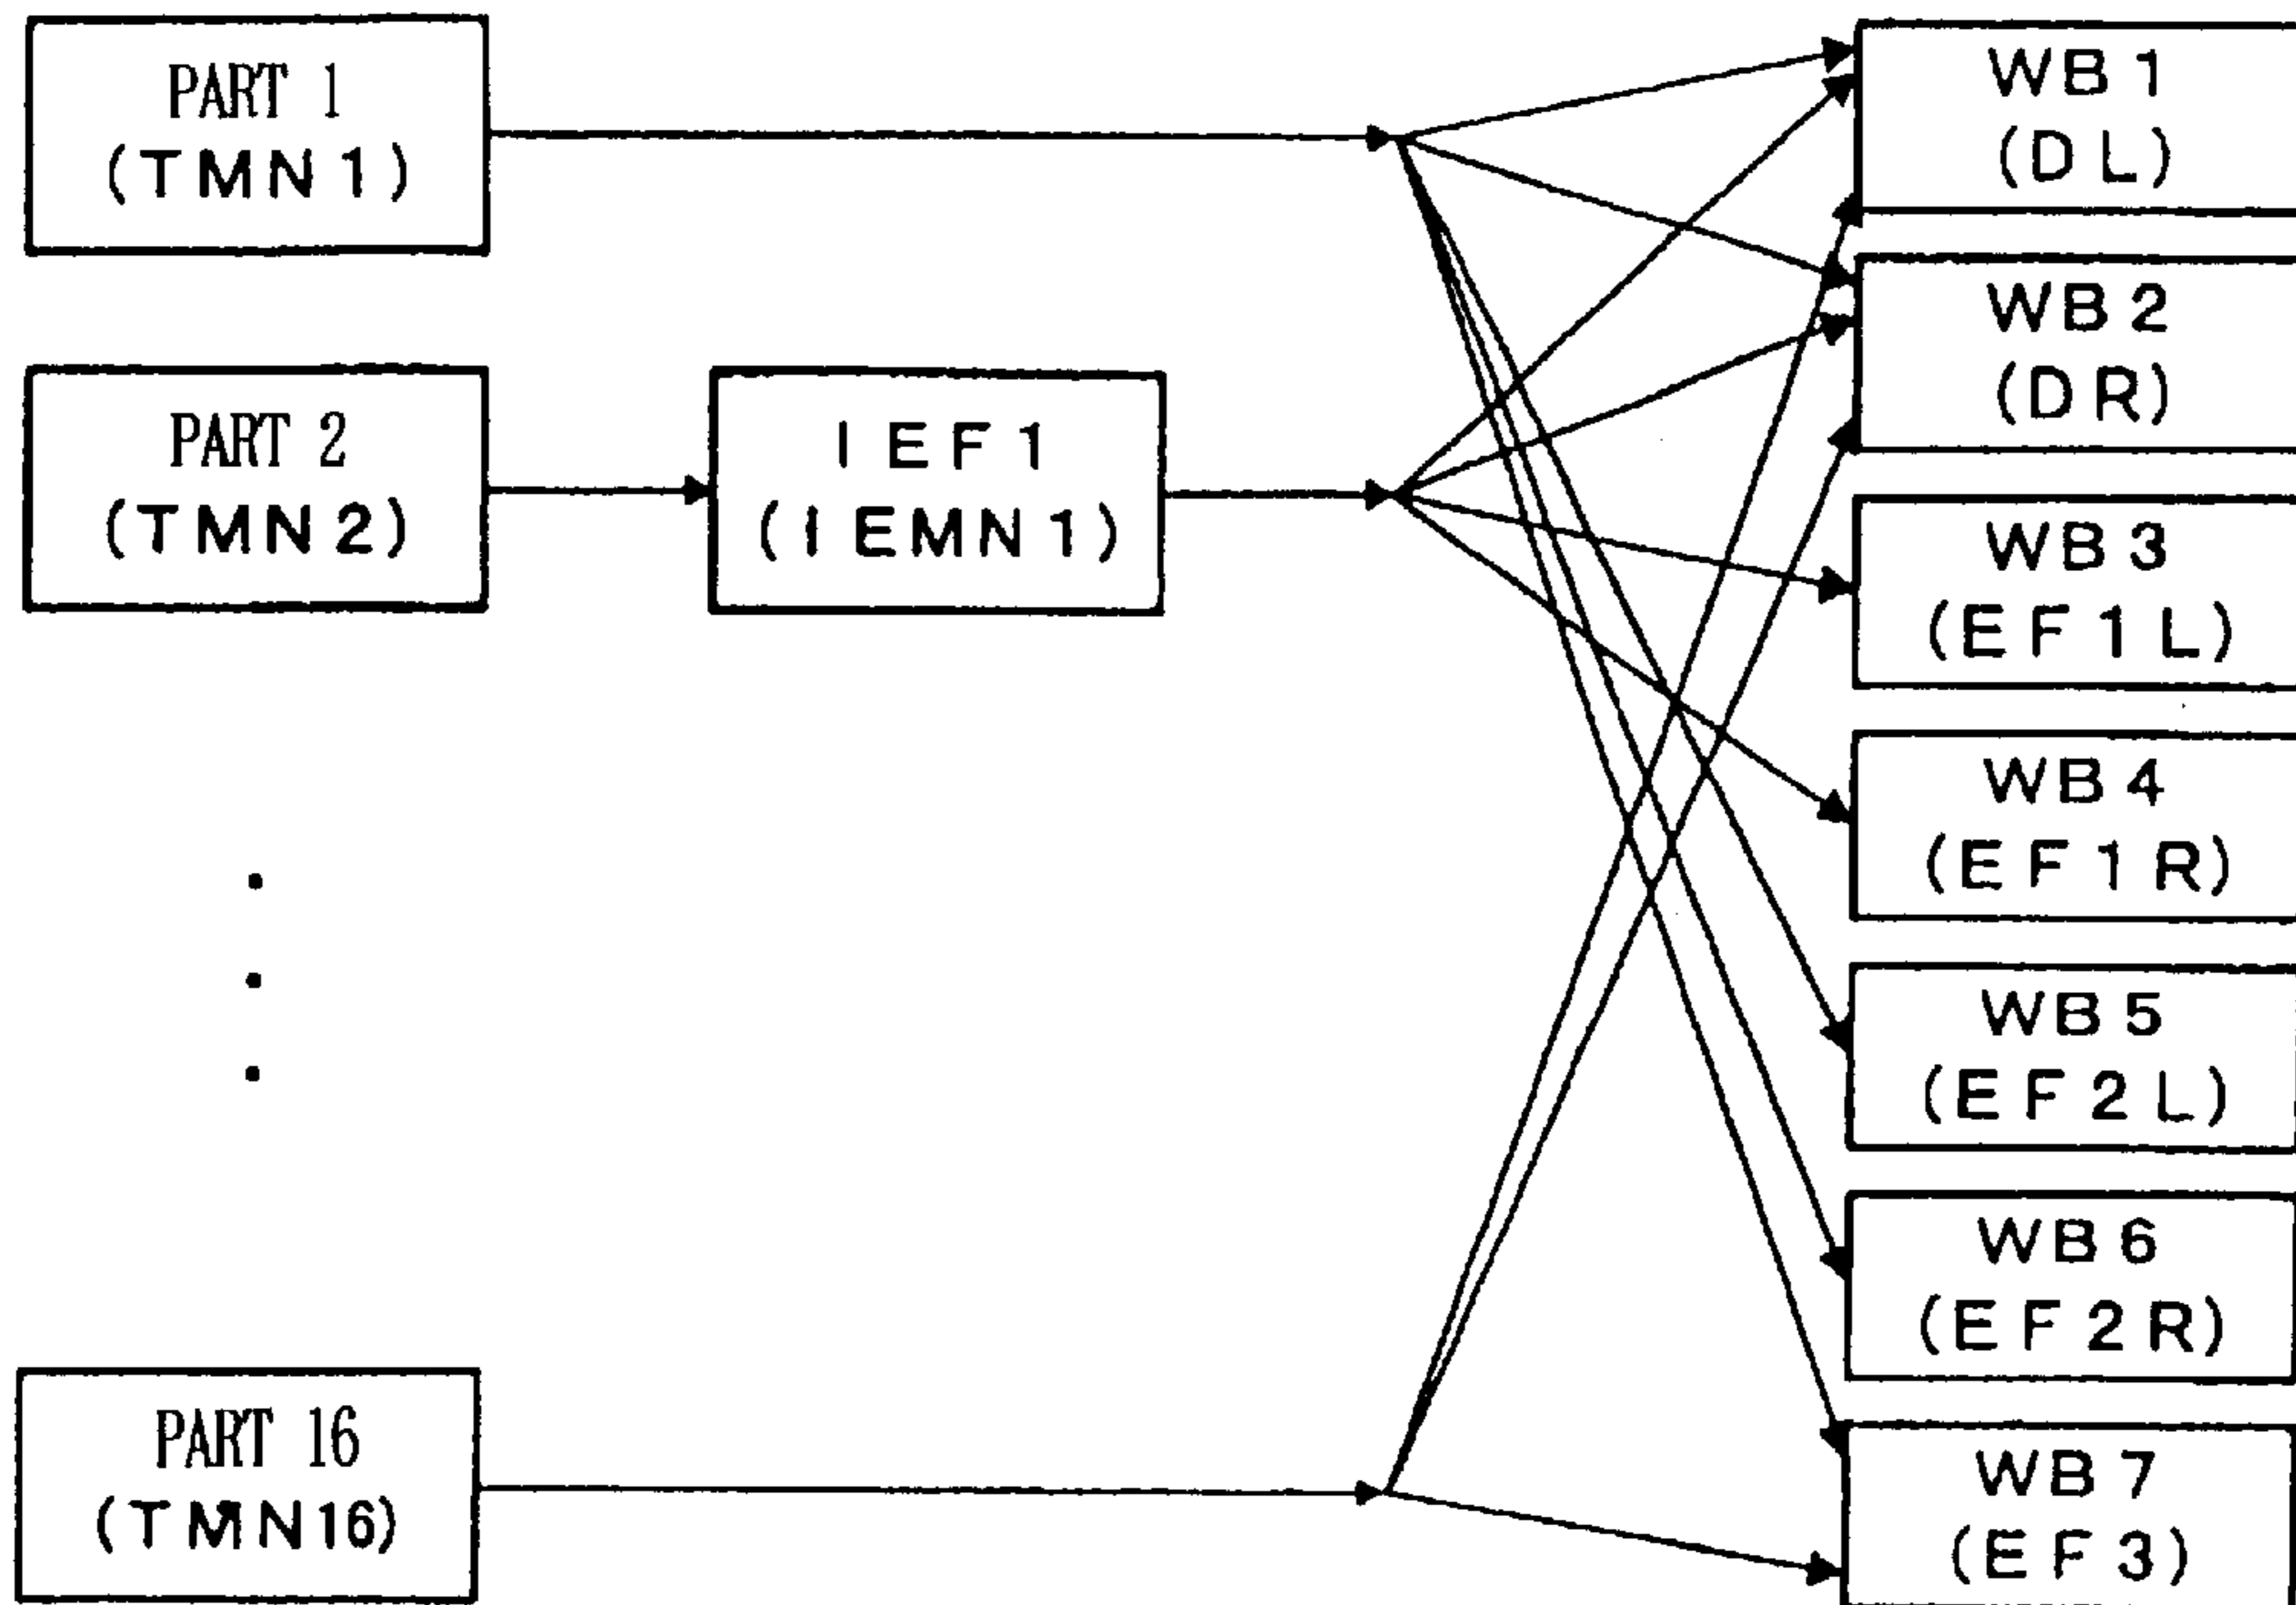 PART 1
(TMN1)
WB1
(DL)
WB2
(DR)
PART 2
(TMN2)
IEF1
(IEMN1)
WB3
(EF1L)
WB4
(EF1R)
WB5
(EF2L)
WB6
(EF2R)
PART 16
(TMN16)
WB7
(EF3)